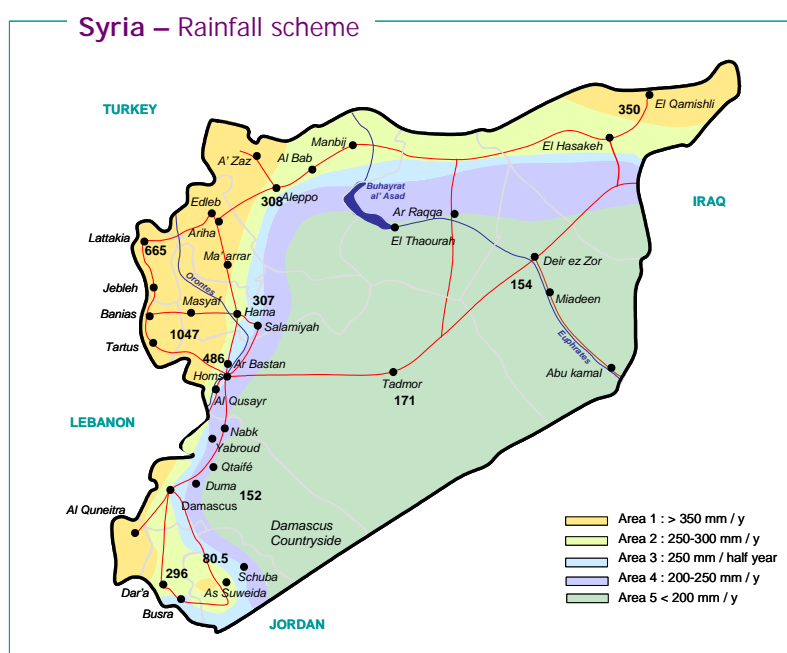 Syria – Rainfall scheme
TURKEY
El Qamishli
350
Manbij
El Hasakeh
A' Zaz
Al Bab
Buhayrat
al' Asad
308
Aleppo
IRAQ
Edleb
Ar Raqqa
Ariha
El Thaourah
Lattakia
665
Ma' arrar
Deir ez Zor
Orontes
154
Jebleh
Miadeen
Masyaf
307
Banias
Hama
Salamiyah
1047
Euphrates
Tartus
486
Ar Bastan
Homs
Abu kamal
Tadmor
171
Al Qusayr
LEBANON
Nabk
Yabroud
Qtaifé
Duma
152
Damascus
Al Quneitra
Damascus
Countryside
80.5
296
Schuba
As Suweida
Dar'a
Busra
JORDAN
Area 1 : > 350 mm / y
Area 2 : 250-300 mm / y
Area 3 : 250 mm / half year
Area 4 : 200-250 mm / y
Area 5 < 200 mm / y